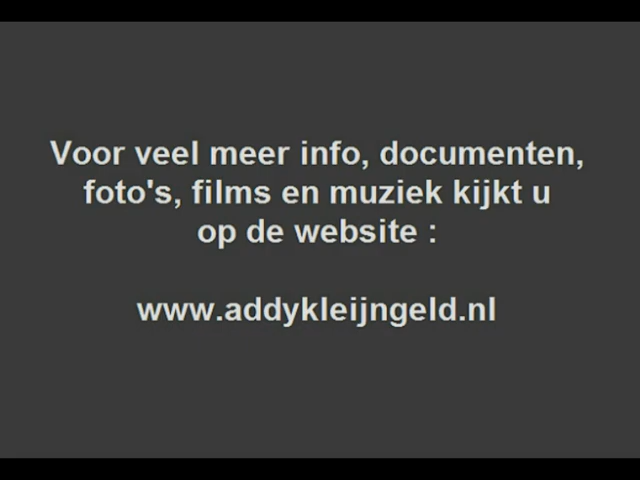 Voor veel meer info, documenten,
foto's, films en muziek kijkt u
op de website :
www.addykleijngeld.nl